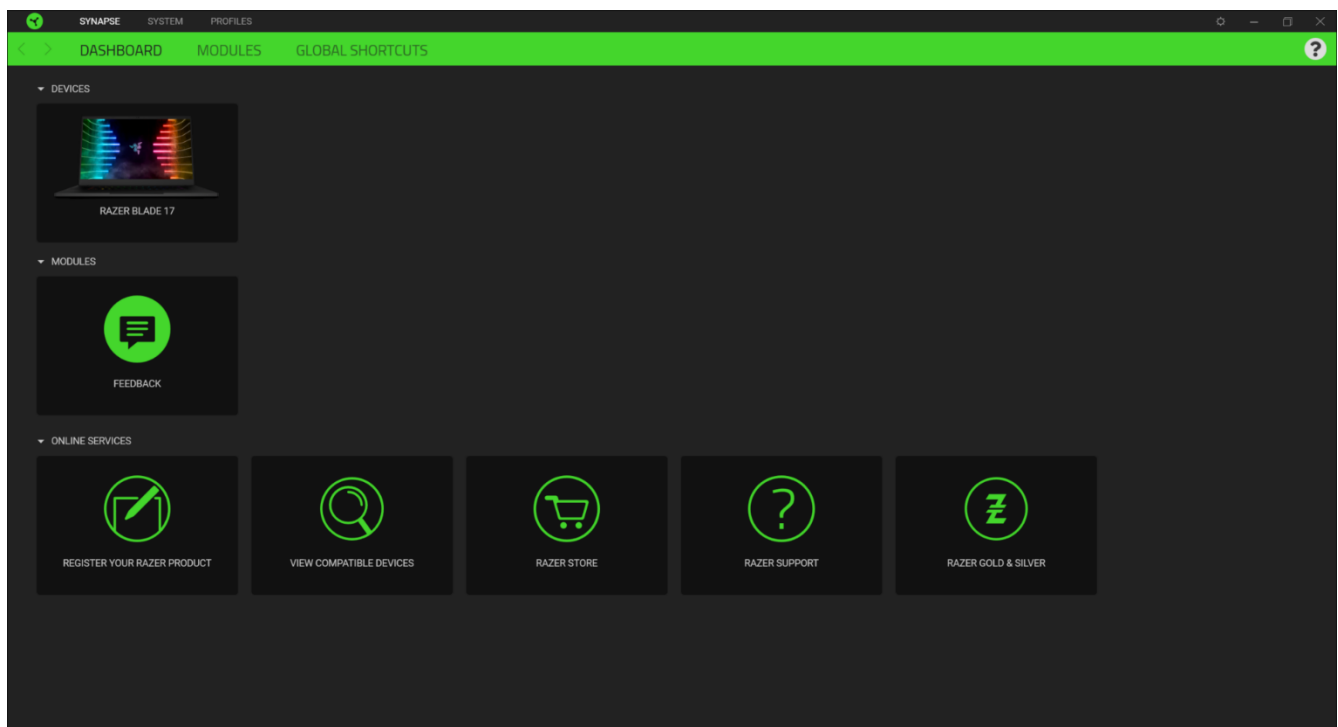 SYNAPSE SYSTEM PROFILES
DASHBOARD MODULES GLOBAL SHORTCUTS ?
DEVICES
RAZER BLADE 17
MODULES
FEEDBACK
ONLINE SERVICES
REGISTER YOUR RAZER PRODUCT VIEW COMPATIBLE DEVICES RAZER STORE RAZER SUPPORT RAZER GOLD & SILVER